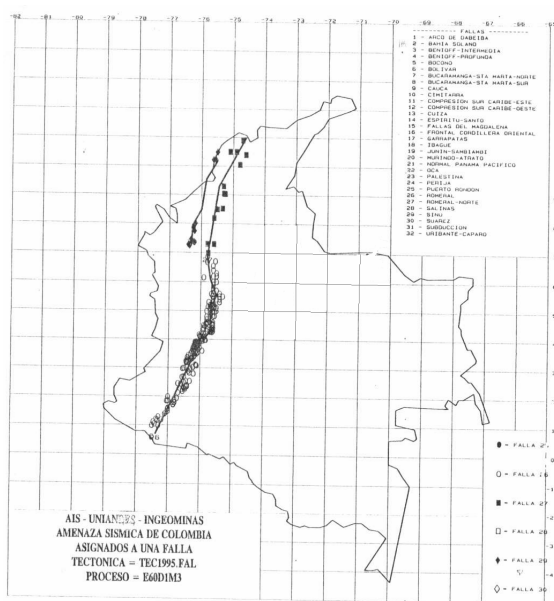 -82 -81 -80 -79 -78 -77 -76 -75 -74 -73 -72 -71 -70 -69 -68 -67 -66
---------- FALLAS ----------
1 - ARCO DE DABEIBA
2 - BAHIA SOLANO
3 - BENIOFF-INTERMEDIA
4 - BENIOFF-PROFUNDA
5 - BOCONO
6 - BOLIVAR
7 - BUCARAMANGA-STA MARTA-NORTE
8 - BUCARAMANGA-STA MARTA-SUR
9 - CAUCA
10 - CIMITARRA
11 - COMPRESION SUR CARIBE-ESTE
12 - COMPRESION SUR CARIBE-OESTE
13 - CUIZA
14 - ESPIRITU-SANTO
15 - FALLAS DEL MAGDALENA
16 - FRONTAL CORDILLERA ORIENTAL
17 - GARRAPATAS
18 - IBAGUE
19 - JUNIN-SAMBIAMBI
20 - MURINDO-ATRATO
21 - NORMAL PANAMA PACIFICO
22 - OCA
23 - PALESTINA
24 - PERIJA
25 - PUERTO RONDON
26 - ROMERAL
27 - ROMERAL-NORTE
28 - SALINAS
29 - SINU
30 - SUAREZ
31 - SUBDUCCION
32 - URIBANTE-CAPARO
= FALLA 2
= FALLA 26
= FALLA 27
= FALLA 28
= FALLA 29
= FALLA 30
AIS - UNIANDES - INGEOMINAS
AMENAZA SISMICA DE COLOMBIA
ASIGNADOS A UNA FALLA
TECTONICA = TEC1995.FAL
PROCESO = E60D1M3